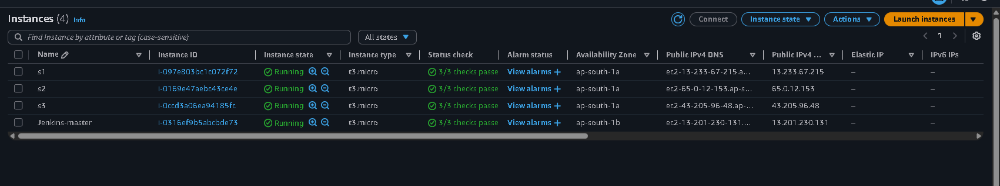 Instances (4) Info Connect Instance state Actions Launch instances
Find Instance by attribute or tag (case-sensitive) All states 1
Name Instance ID Instance state Instance type Status check Alarm status Availability Zone Public IPv4 DNS Public IPv4 ... Elastic IP IPv6 IPs
s1 i-097e803bc1c072f72 Running t3.micro 3/3 checks passe View alarms + ap-south-1a ec2-13-233-67-215.a... 13.233.67.215 – –
s2 i-0169e47aebc43ce4e Running t3.micro 3/3 checks passe View alarms + ap-south-1a ec2-65-0-12-153.ap-s... 65.0.12.153 – –
s3 i-0ccd3a06ea94185fc Running t3.micro 3/3 checks passe View alarms + ap-south-1a ec2-43-205-96-48.ap-... 43.205.96.48 – –
Jenkins-master i-0316ef9b5abcbde73 Running t3.micro 3/3 checks passe View alarms + ap-south-1b ec2-13-201-230-131.... 13.201.230.131 – –